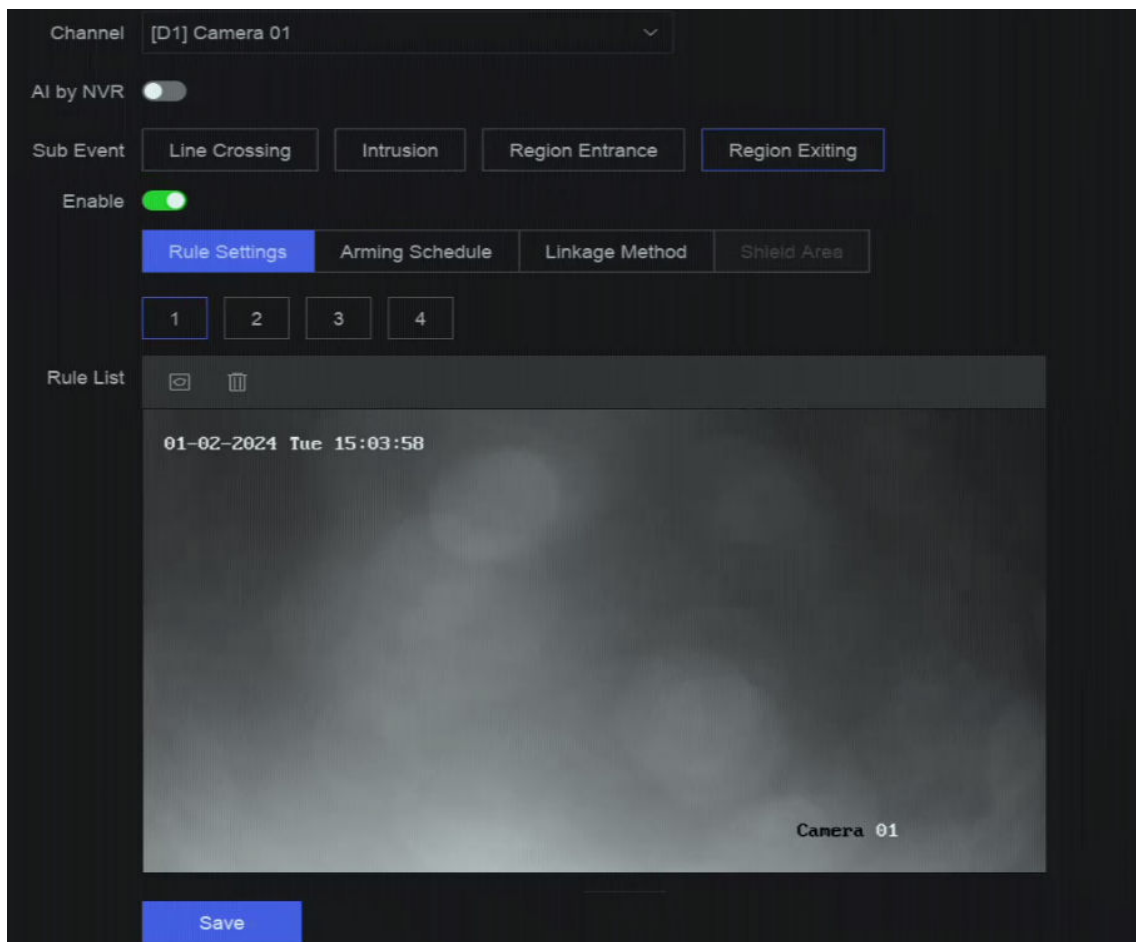 Channel [D1] Camera 01
AI by NVR
Sub Event Line Crossing Intrusion Region Entrance Region Exiting
Enable
Rule Settings Arming Schedule Linkage Method Shield Area
1 2 3 4
Rule List
01-02-2024 Tue 15:03:58
Camera 01
Save